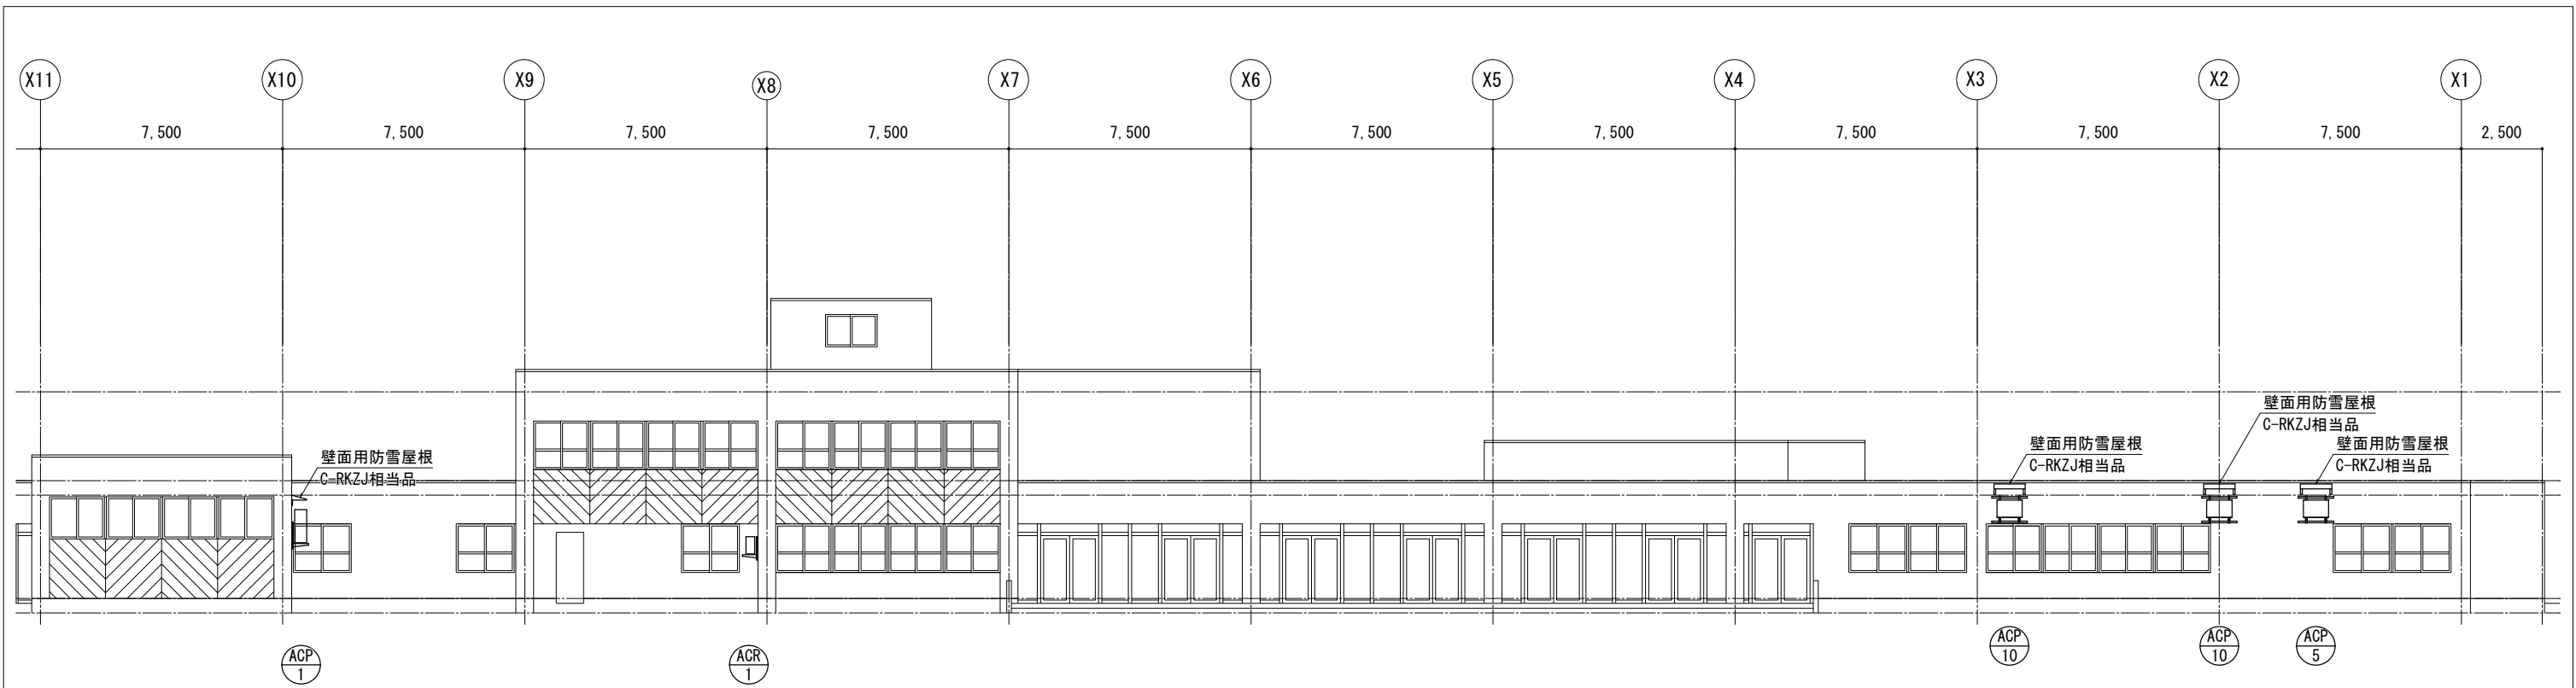 X11
X10
X9
X8
X7
X6
X5
X4
X3
X2
X1
7,500
7,500
7,500
7,500
7,500
7,500
7,500
7,500
7,500
7,500
2,500
壁面用防雪屋根
C-RKZJ相当品
壁面用防雪屋根
C-RKZJ相当品
壁面用防雪屋根
C-RKZJ相当品
壁面用防雪屋根
C-RKZJ相当品
ACP
1
ACR
1
ACP
10
ACP
10
ACP
5